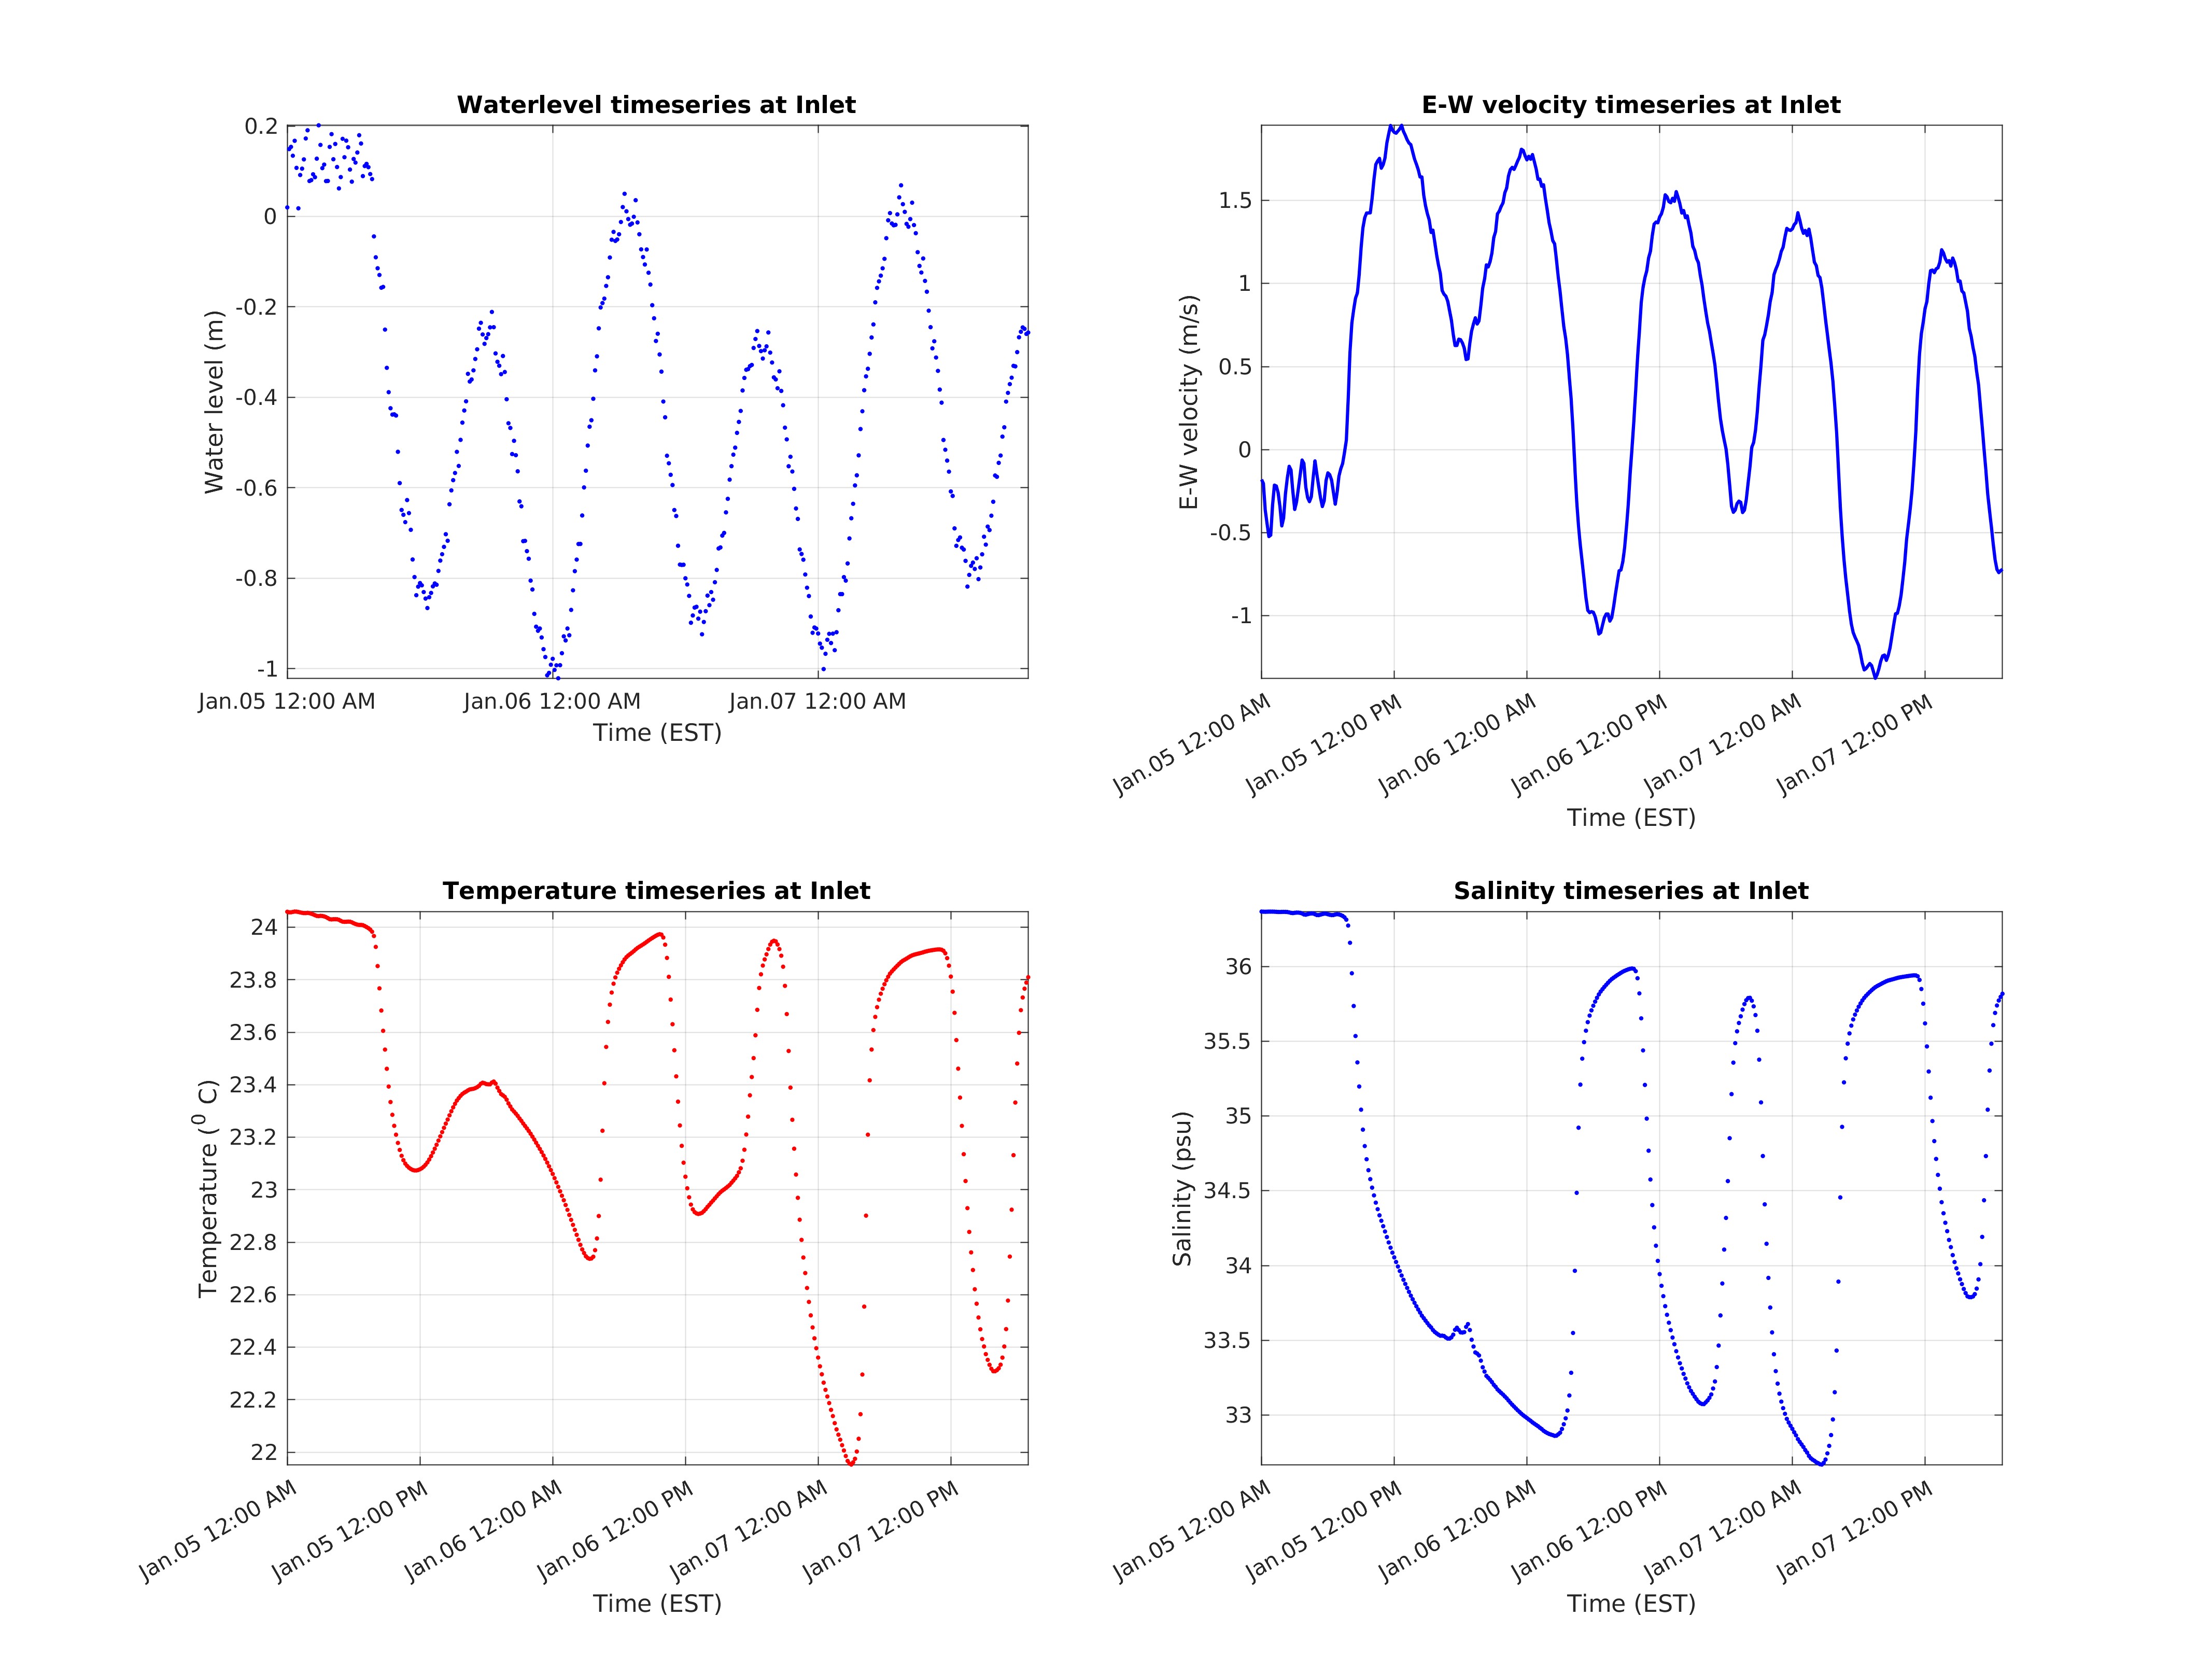 Waterlevel timeseries at Inlet
0.2
0
-0.2
-0.4
-0.6
-0.8
-1
Water level (m)
Jan.05 12:00 AM
Jan.06 12:00 AM
Jan.07 12:00 AM
Time (EST)
E-W velocity timeseries at Inlet
1.5
1
0.5
0
-0.5
-1
E-W velocity (m/s)
Jan.05 12:00 AM
Jan.05 12:00 PM
Jan.06 12:00 AM
Jan.06 12:00 PM
Jan.07 12:00 AM
Jan.07 12:00 PM
Time (EST)
Temperature timeseries at Inlet
24
23.8
23.6
23.4
23.2
23
22.8
22.6
22.4
22.2
22
Temperature (⁰ C)
Jan.05 12:00 AM
Jan.05 12:00 PM
Jan.06 12:00 AM
Jan.06 12:00 PM
Jan.07 12:00 AM
Jan.07 12:00 PM
Time (EST)
Salinity timeseries at Inlet
36
35.5
35
34.5
34
33.5
33
Salinity (psu)
Jan.05 12:00 AM
Jan.05 12:00 PM
Jan.06 12:00 AM
Jan.06 12:00 PM
Jan.07 12:00 AM
Jan.07 12:00 PM
Time (EST)